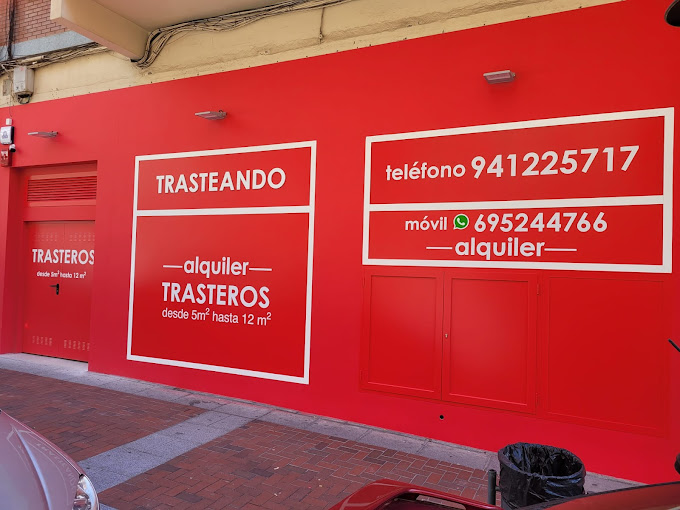 TRASTEROS
desde 5m² hasta 12 m²
TRASTEANDO
—alquiler—
TRASTEROS
desde 5m² hasta 12 m²
teléfono 941225717
móvil 695244766
—alquiler—